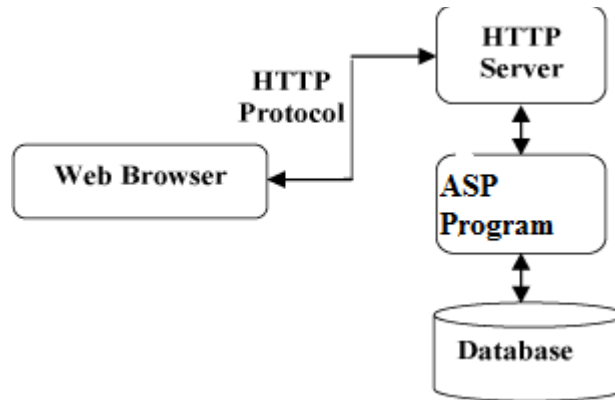 HTTP
Server
HTTP
Protocol
Web Browser
ASP
Program
Database